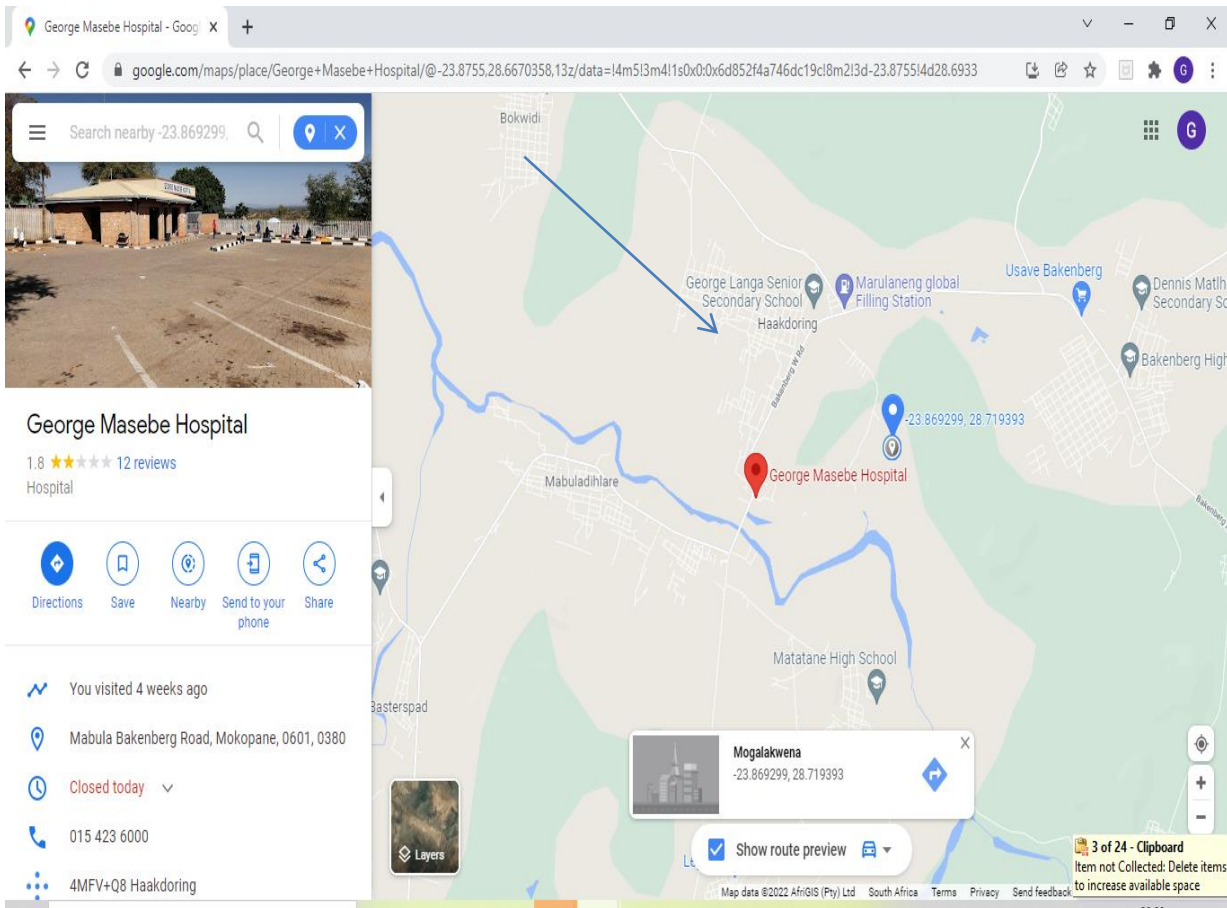 George Masebe Hospital - Goog
google.com/maps/place/George+Masebe+Hospital/@-23.8755,28.6670358,13z/data=!4m5!3m4!1s0x0:0x6d852f4a746dc19c!8m2!3d-23.8755!4d28.6933
G
Search nearby -23.869299,
G
George Masebe Hospital
1.8
12 reviews
Hospital
Directions
Save
Nearby
Send to your
phone
Share
You visited 4 weeks ago
Mabula Bakenberg Road, Mokopane, 0601, 0380
Closed today
015 423 6000
4MFV+Q8 Haakdoring
Bokwidi
George Langa Senior
Secondary School
Marulaneng global
Filling Station
Haakdoring
Usave Bakenberg
Dennis Matlh
Secondary Sc
Bakenberg High
Bakenberg W Rd
-23.869299, 28.719393
George Masebe Hospital
Mabuladihlare
Bakenberg
Matatane High School
Basterspad
Mogalakwena
-23.869299, 28.719393
Layers
Show route preview
Map data ©2022 AfriGIS (Pty) Ltd South Africa Terms Privacy Send feedback
3 of 24 - Clipboard
Item not Collected: Delete items
to increase available space